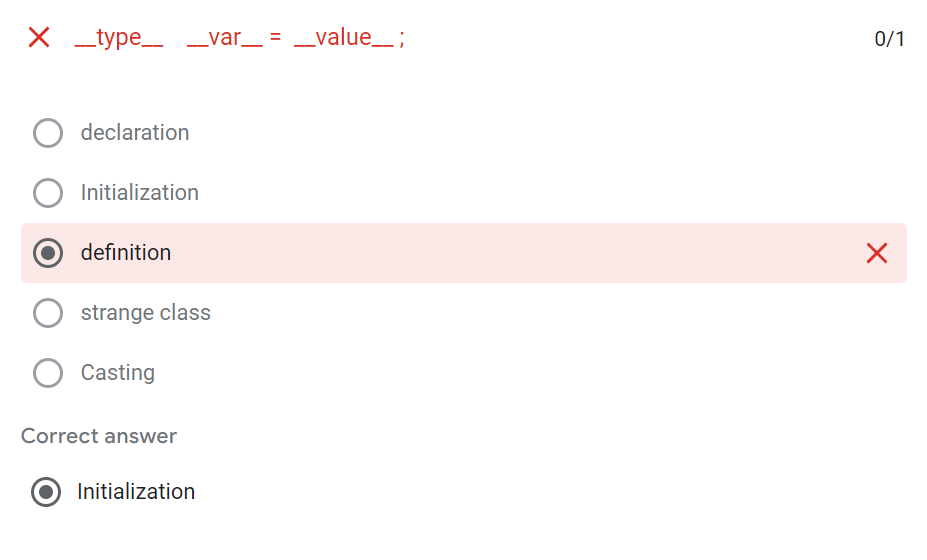 __type__ __var__ = __value__ ;
0/1
declaration
Initialization
definition
strange class
Casting
Correct answer
Initialization